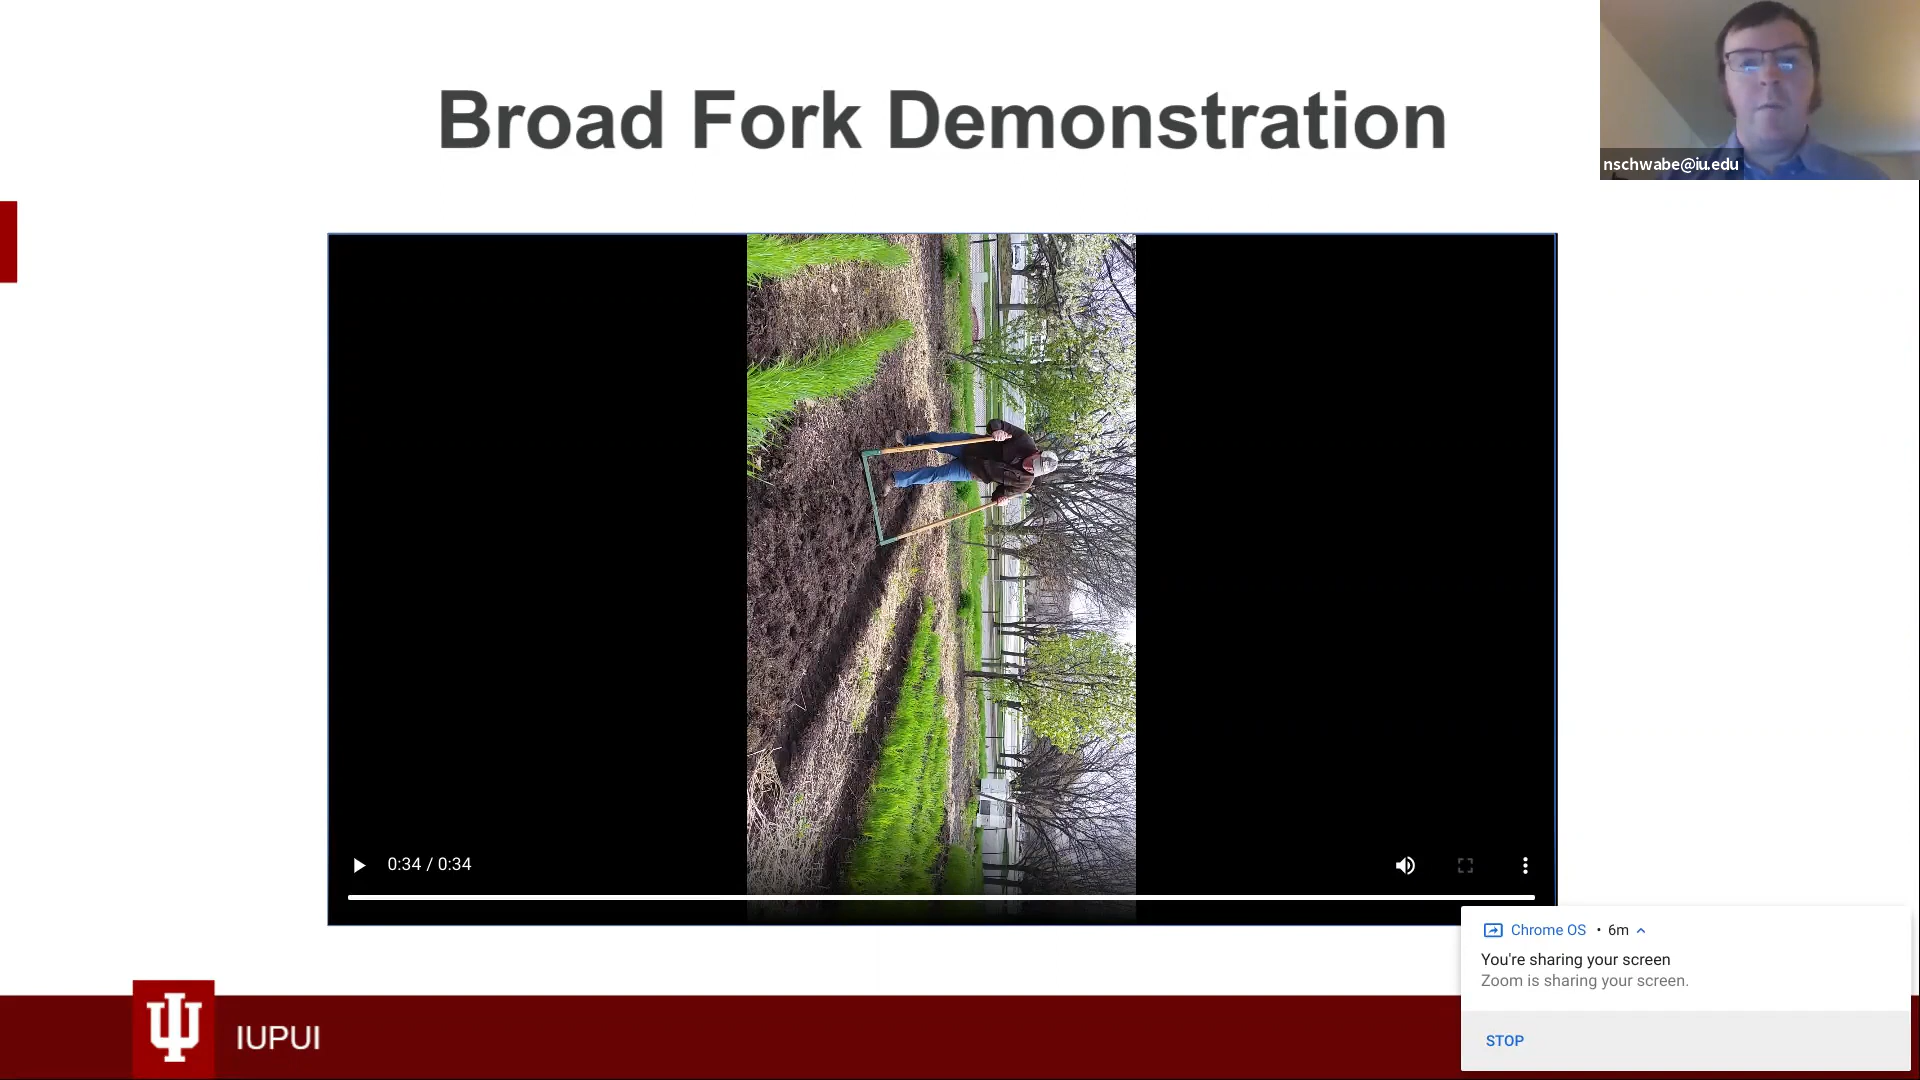 Broad Fork Demonstration
nschwabe@iu.edu
0:34 / 0:34
Chrome OS • 6m
You're sharing your screen
Zoom is sharing your screen.
STOP
IUPUI